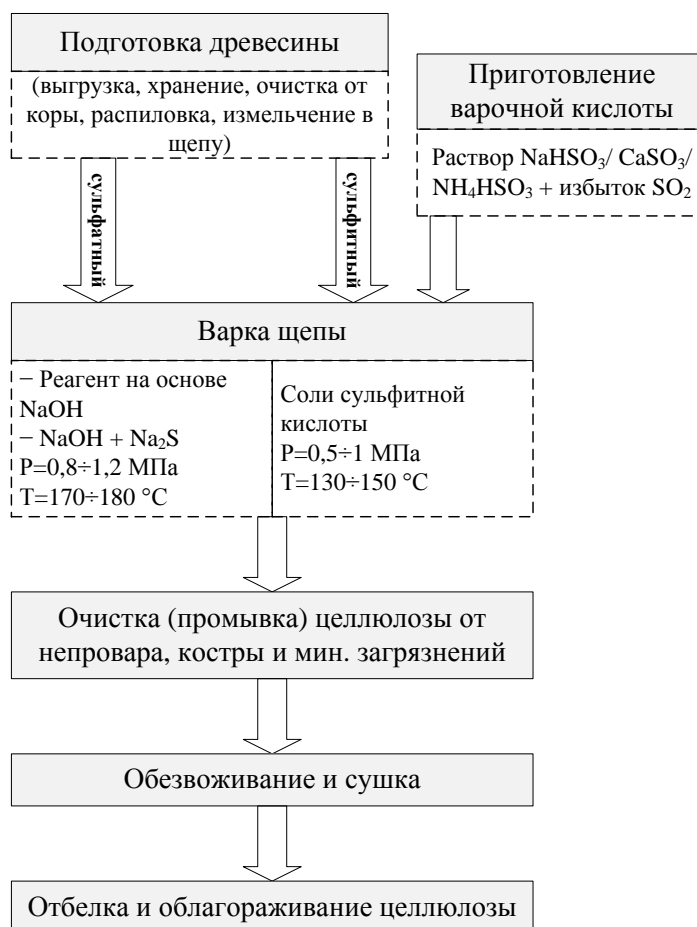 Подготовка древесины
(выгрузка, хранение, очистка от
коры, распиловка, измельчение в
щепу)
Приготовление
варочной кислоты
Раствор NaHSO₃/ CaSO₃/
NH₄HSO₃ + избыток SO₂
сульфатный
сульфитный
Варка щепы
− Реагент на основе
NaOH
− NaOH + Na₂S
P=0,8÷1,2 МПа
T=170÷180 °C
Соли сульфитной
кислоты
P=0,5÷1 МПа
T=130÷150 °C
Очистка (промывка) целлюлозы от
непровара, костры и мин. загрязнений
Обезвоживание и сушка
Отбелка и облагораживание целлюлозы